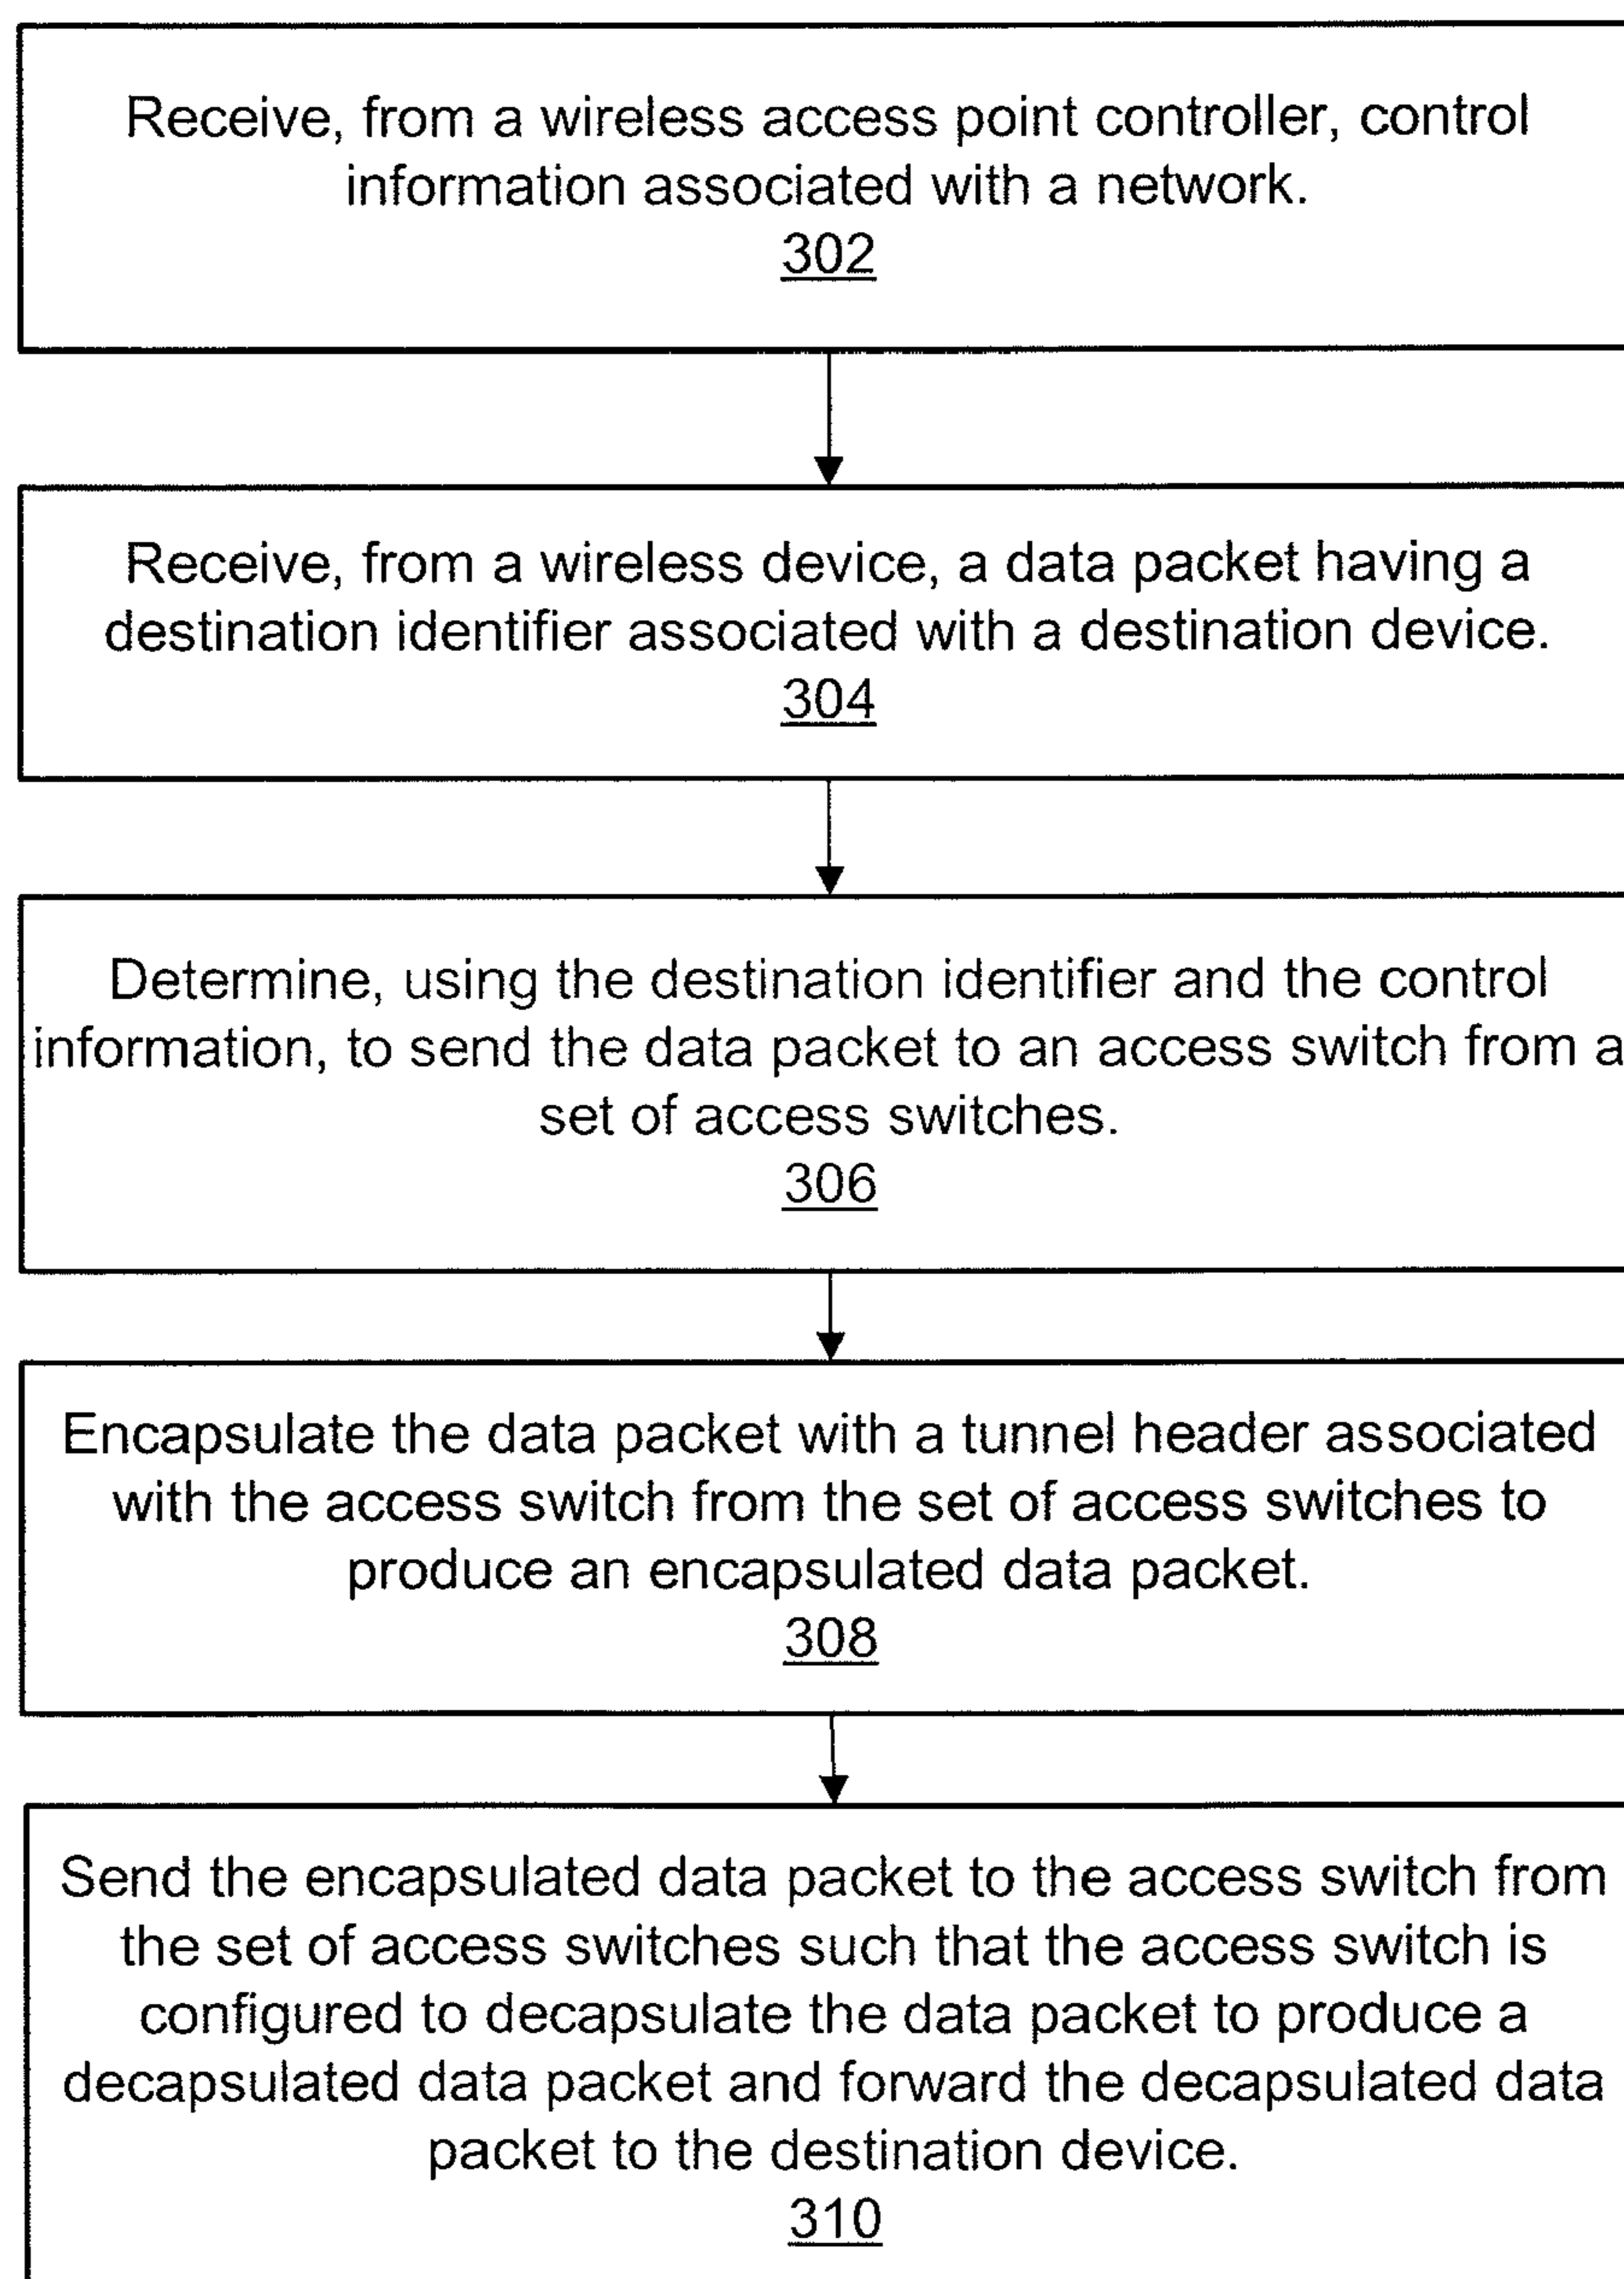 Receive, from a wireless access point controller, control
information associated with a network.
302
Receive, from a wireless device, a data packet having a
destination identifier associated with a destination device.
304
Determine, using the destination identifier and the control
information, to send the data packet to an access switch from a
set of access switches.
306
Encapsulate the data packet with a tunnel header associated
with the access switch from the set of access switches to
produce an encapsulated data packet.
308
Send the encapsulated data packet to the access switch from
the set of access switches such that the access switch is
configured to decapsulate the data packet to produce a
decapsulated data packet and forward the decapsulated data
packet to the destination device.
310